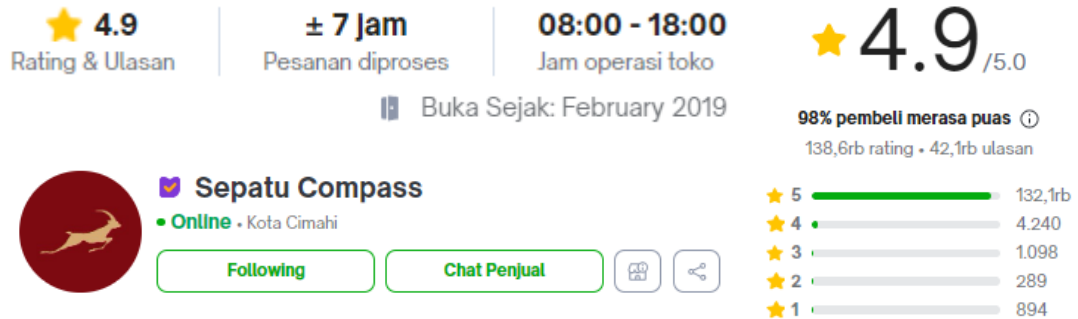 4.9
Rating & Ulasan
± 7 jam
Pesanan diproses
08:00 - 18:00
Jam operasi toko
Buka Sejak: February 2019
Sepatu Compass
Online • Kota Cimahi
Following
Chat Penjual
4.9/5.0
98% pembeli merasa puas
138,6rb rating • 42,1rb ulasan
5 132,1rb
4 4.240
3 1.098
2 289
1 894